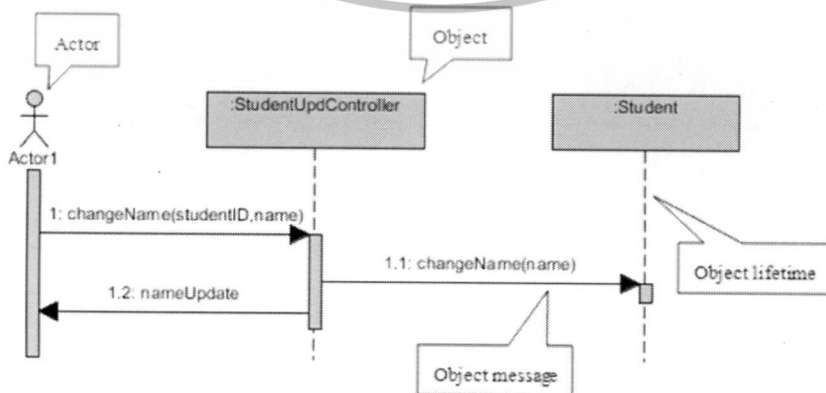 Actor
Object
:StudentUpdController
:Student
Actor1
1: changeName(studentID,name)
1.1: changeName(name)
Object lifetime
1.2: nameUpdate
Object message